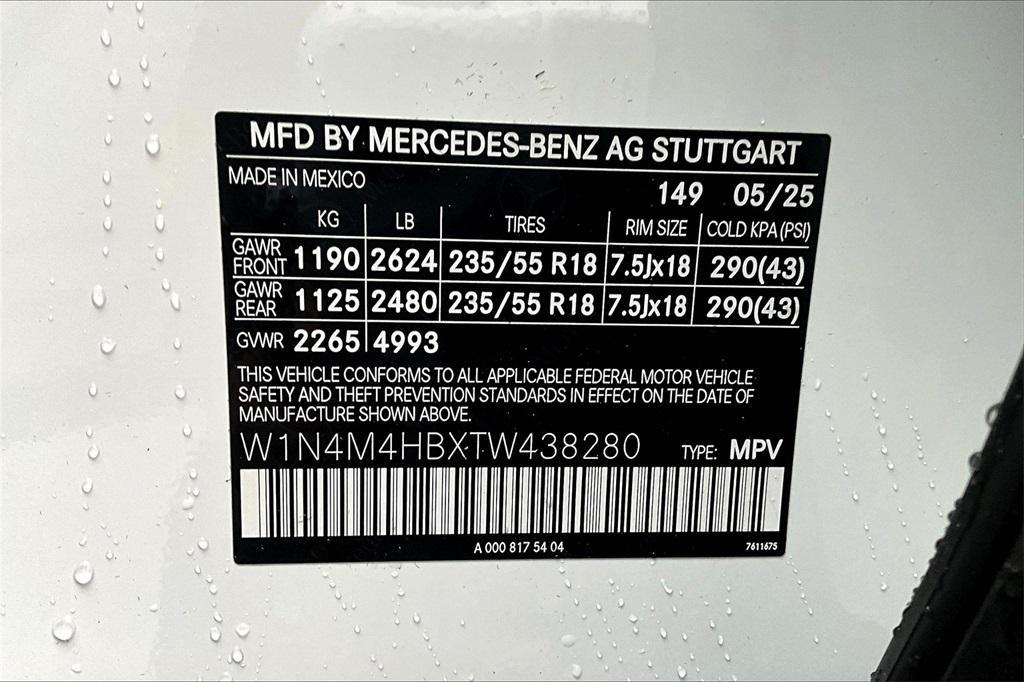 MFD BY MERCEDES-BENZ AG STUTTGART
MADE IN MEXICO 149 05/25
KG LB TIRES RIM SIZE COLD KPA (PSI)
GAWR FRONT 1190 2624 235/55 R18 7.5Jx18 290(43)
GAWR REAR 1125 2480 235/55 R18 7.5Jx18 290(43)
GVWR 2265 4993
THIS VEHICLE CONFORMS TO ALL APPLICABLE FEDERAL MOTOR VEHICLE
SAFETY AND THEFT PREVENTION STANDARDS IN EFFECT ON THE DATE OF
MANUFACTURE SHOWN ABOVE.
W1N4M4HBXTW438280 TYPE: MPV
A 000 817 54 04 7611675